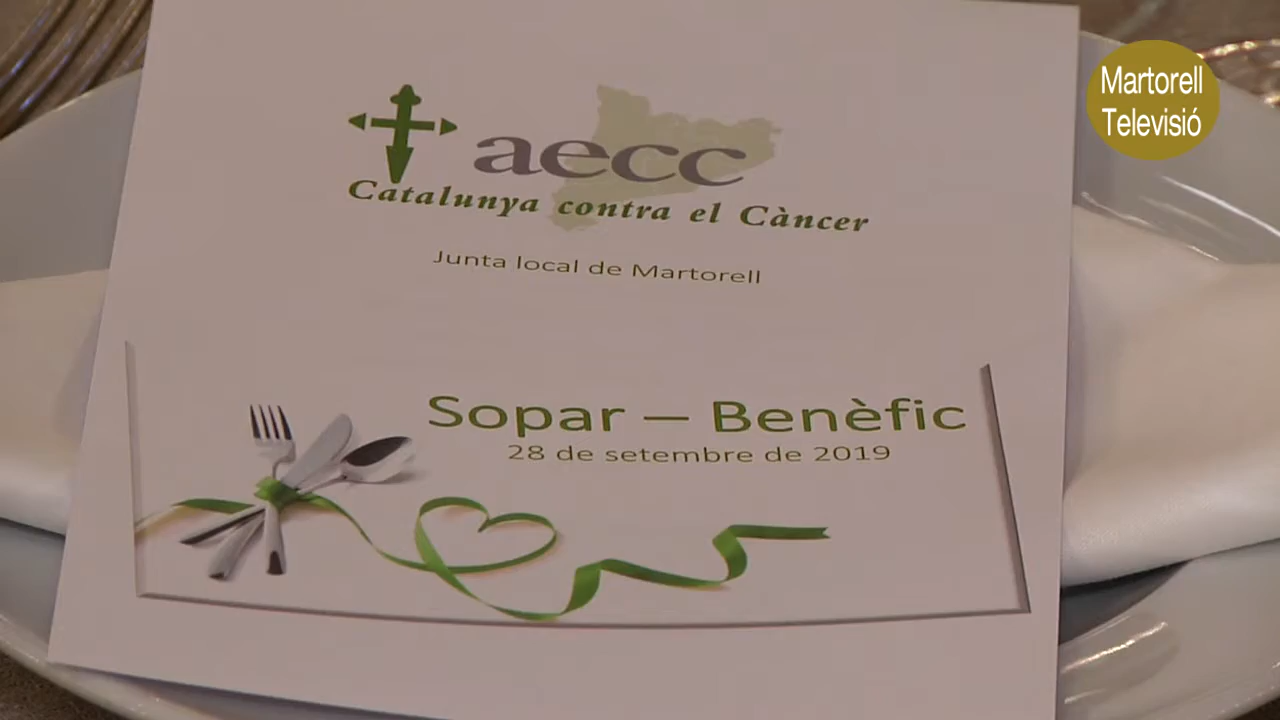 Martorell
Televisió
aecc
Catalunya contra el Càncer
Junta local de Martorell
Sopar – Benèfic
28 de setembre de 2019